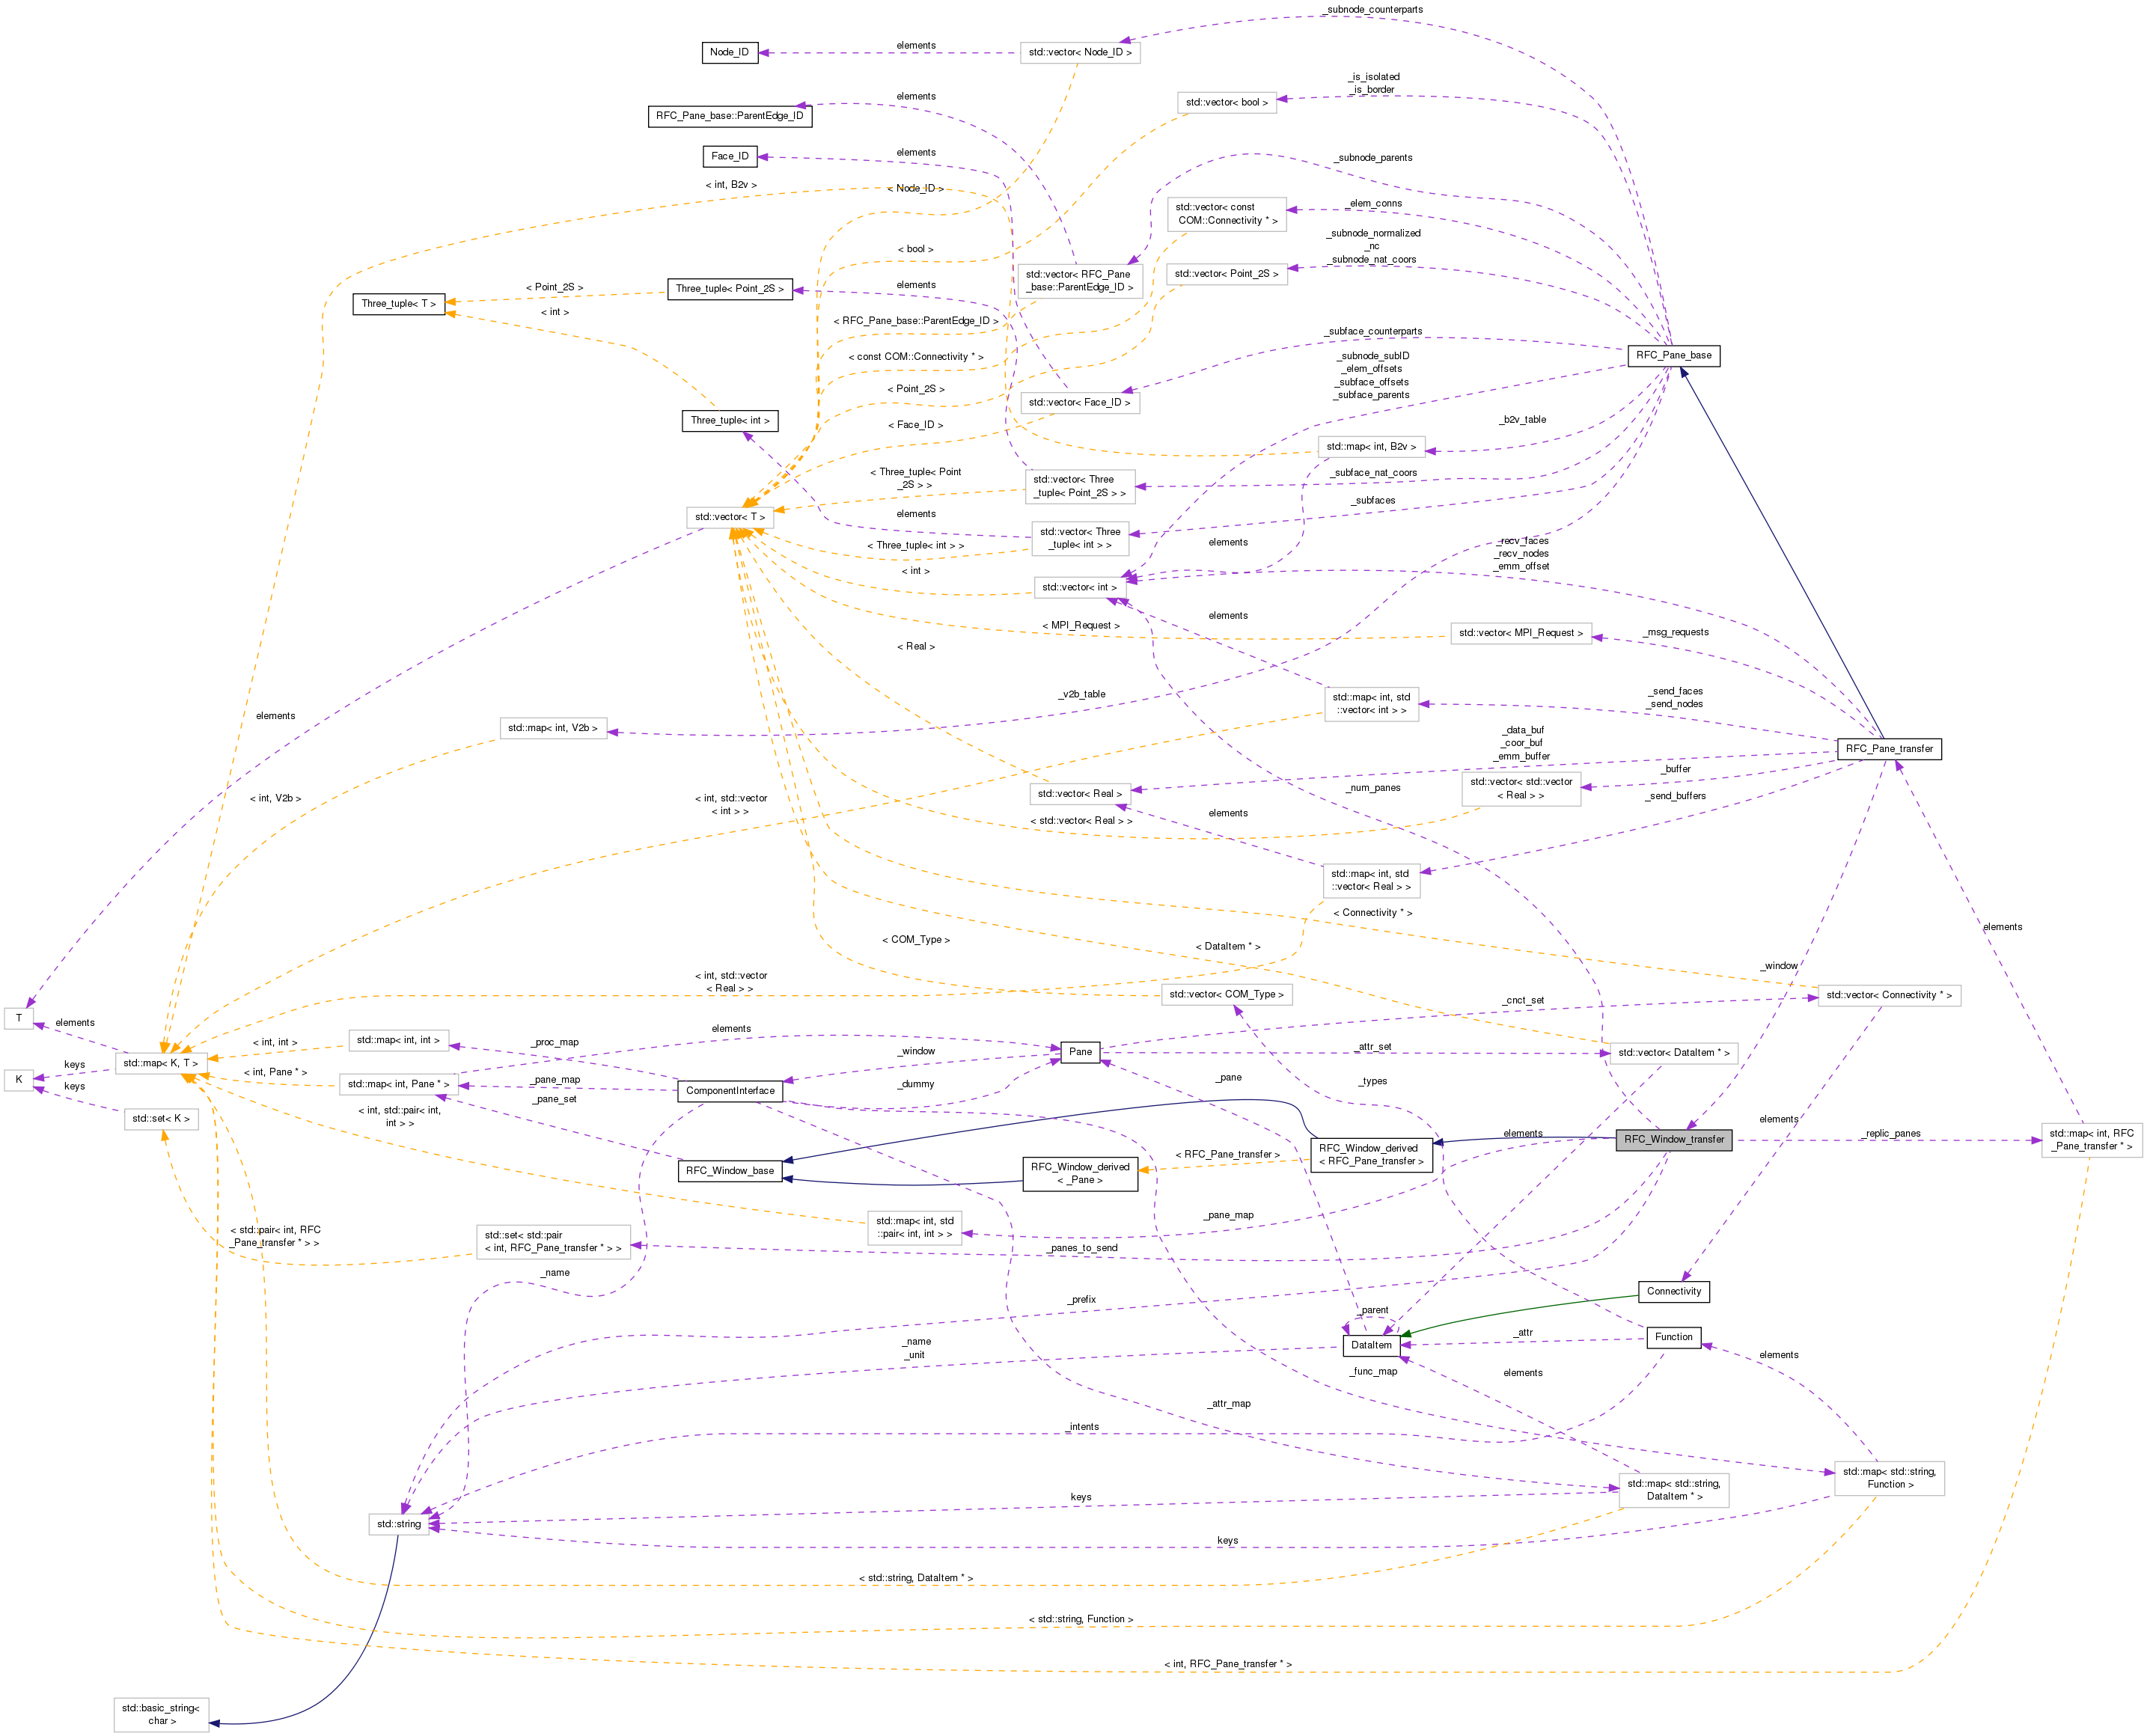 _subnode_counterparts
Node_ID
elements
std::vector< Node_ID >
_is_isolated
_is_border
elements
std::vector< bool >
RFC_Pane_base::ParentEdge_ID
Face_ID
elements
_subnode_parents
< int, B2v >
< Node_ID >
std::vector< const
COM::Connectivity * >
_elem_conns
_subnode_normalized
_nc
_subnode_nat_coors
< bool >
std::vector< RFC_Pane
_base::ParentEdge_ID >
std::vector< Point_2S >
Three_tuple< T >
< Point_2S >
Three_tuple< Point_2S >
elements
< int >
< RFC_Pane_base::ParentEdge_ID >
_subface_counterparts
< const COM::Connectivity * >
_subnode_subID
_elem_offsets
_subface_offsets
_subface_parents
RFC_Pane_base
< Point_2S >
std::vector< Face_ID >
Three_tuple< int >
< Face_ID >
_b2v_table
std::map< int, B2v >
< Three_tuple< Point
_2S > >
std::vector< Three
_tuple< Point_2S > >
_subface_nat_coors
std::vector< T >
elements
_subfaces
std::vector< Three
_tuple< int > >
< Three_tuple< int > >
elements
_recv_faces
_recv_nodes
_emm_offset
< int >
std::vector< int >
elements
< MPI_Request >
std::vector< MPI_Request >
_msg_requests
< Real >
_v2b_table
std::map< int, std
::vector< int > >
_send_faces
_send_nodes
elements
std::map< int, V2b >
_data_buf
_coor_buf
_emm_buffer
RFC_Pane_transfer
_buffer
std::vector< std::vector
< Real > >
< int, V2b >
< int, std::vector
< int > >
std::vector< Real >
_num_panes
_send_buffers
< std::vector< Real > >
elements
std::map< int, std
::vector< Real > >
< Connectivity * >
elements
< COM_Type >
< DataItem * >
_window
< int, std::vector
< Real > >
std::vector< COM_Type >
_cnct_set
std::vector< Connectivity * >
T
elements
< int, int >
std::map< int, int >
_proc_map
elements
_window
Pane
_attr_set
std::vector< DataItem * >
std::map< K, T >
keys
K
keys
< int, Pane * >
std::map< int, Pane * >
_pane_map
ComponentInterface
_dummy
_pane
_types
_pane_set
std::set< K >
< int, std::pair< int,
int > >
elements
elements
RFC_Window_transfer
_replic_panes
std::map< int, RFC
_Pane_transfer * >
RFC_Window_base
RFC_Window_derived
< _Pane >
< RFC_Pane_transfer >
RFC_Window_derived
< RFC_Pane_transfer >
< std::pair< int, RFC
_Pane_transfer * > >
std::set< std::pair
< int, RFC_Pane_transfer * > >
std::map< int, std
::pair< int, int > >
_pane_map
_panes_to_send
_name
_prefix
Connectivity
_parent
DataItem
_attr
Function
_name
_unit
elements
_func_map
elements
_attr_map
_intents
std::map< std::string,
Function >
std::map< std::string,
DataItem * >
keys
std::string
keys
< std::string, DataItem * >
< std::string, Function >
< int, RFC_Pane_transfer * >
std::basic_string<
char >